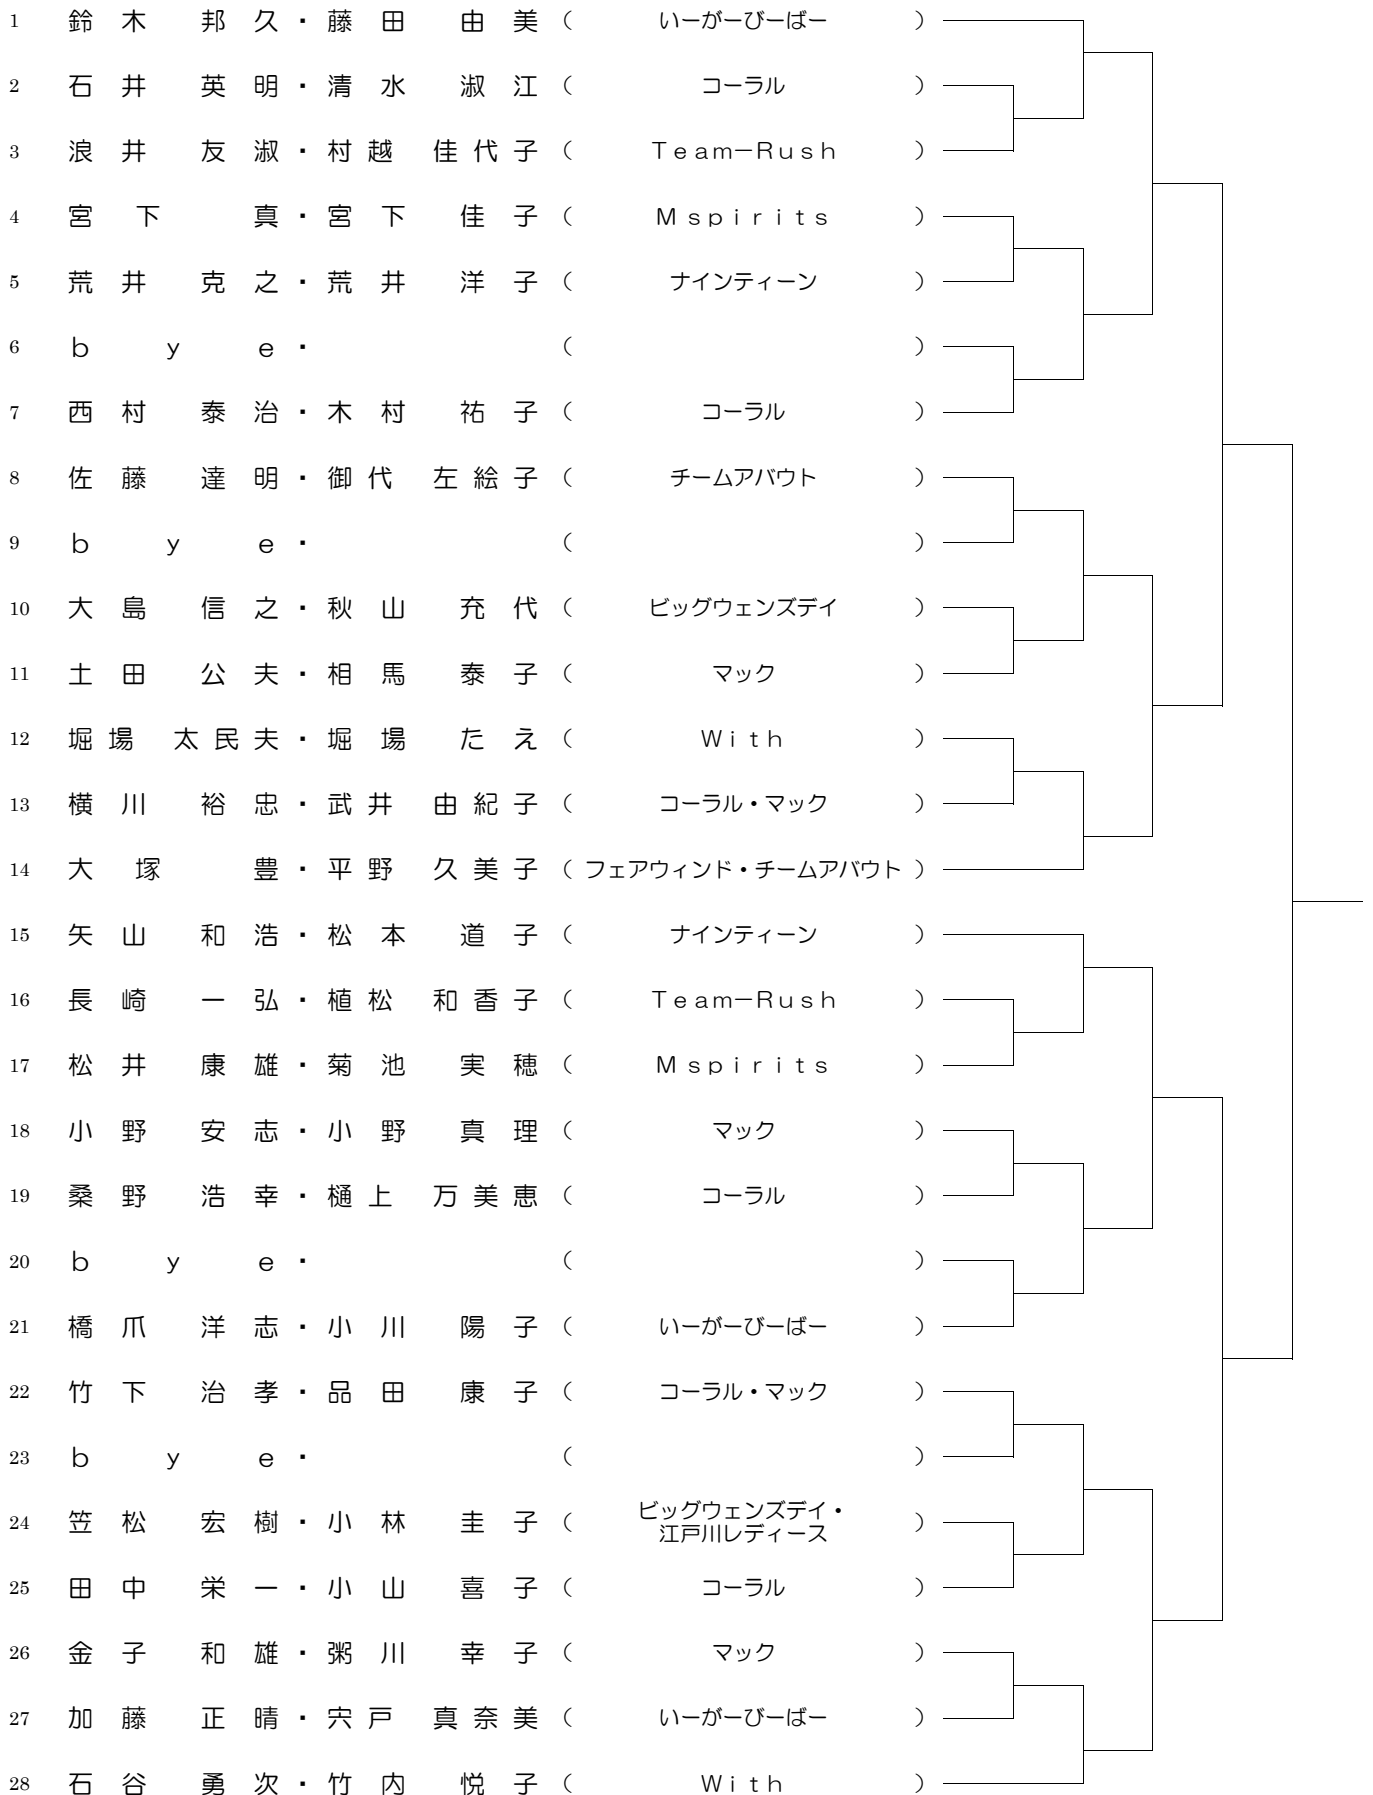 1 鈴木 邦久・藤田 由美 ( いーがーびーばー )
2 石井 英明・清水 淑江 ( コーラル )
3 浪井 友淑・村越 佳代子 ( Team－Rush )
4 宮下 真・宮下 佳子 ( Mspirits )
5 荒井 克之・荒井 洋子 ( ナインティーン )
6 bye・ ( )
7 西村 泰治・木村 祐子 ( コーラル )
8 佐藤 達明・御代 左絵子 ( チームアバウト )
9 bye・ ( )
10 大島 信之・秋山 充代 ( ビッグウェンズデイ )
11 土田 公夫・相馬 泰子 ( マック )
12 堀場 太民夫・堀場 たえ ( With )
13 横川 裕忠・武井 由紀子 ( コーラル・マック )
14 大塚 豊・平野 久美子 ( フェアウィンド・チームアバウト )
15 矢山 和浩・松本 道子 ( ナインティーン )
16 長崎 一弘・植松 和香子 ( Team－Rush )
17 松井 康雄・菊池 実穂 ( Mspirits )
18 小野 安志・小野 真理 ( マック )
19 桑野 浩幸・樋上 万美恵 ( コーラル )
20 bye・ ( )
21 橋爪 洋志・小川 陽子 ( いーがーびーばー )
22 竹下 治孝・品田 康子 ( コーラル・マック )
23 bye・ ( )
24 笠松 宏樹・小林 圭子 ( ビッグウェンズデイ・
江戸川レディース )
25 田中 栄一・小山 喜子 ( コーラル )
26 金子 和雄・粥川 幸子 ( マック )
27 加藤 正晴・宍戸 真奈美 ( いーがーびーばー )
28 石谷 勇次・竹内 悦子 ( With )